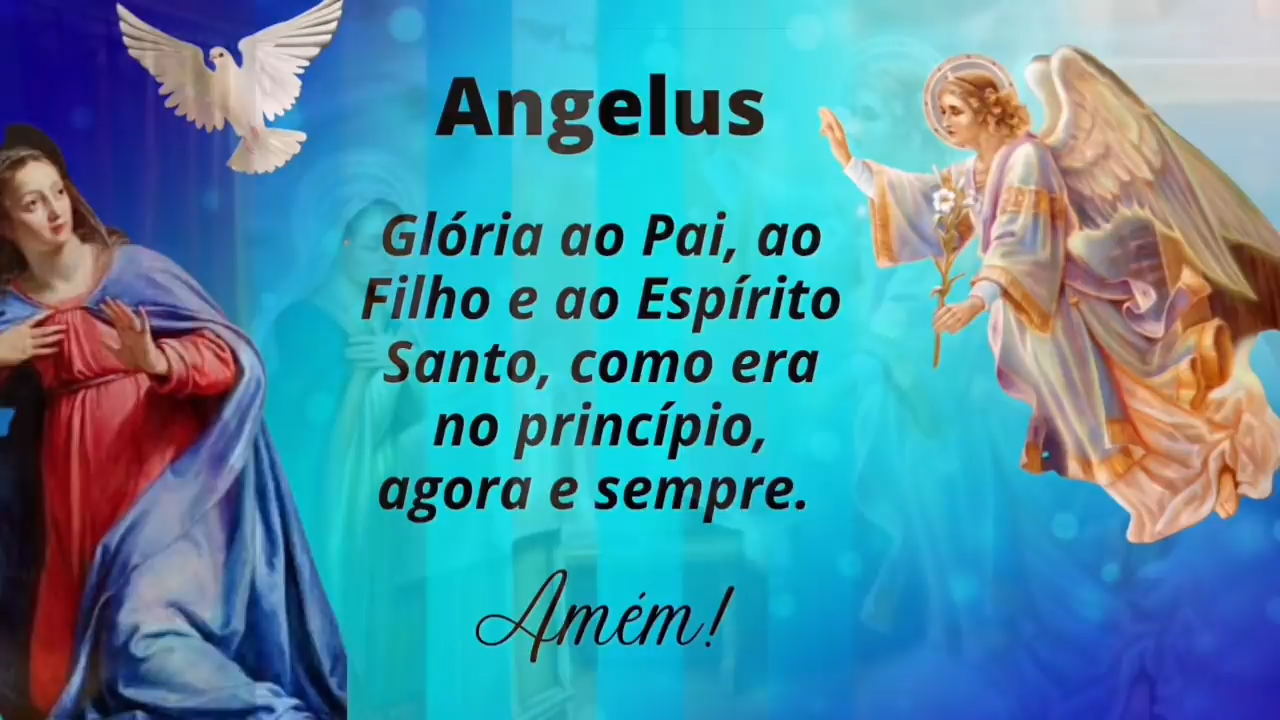 Angelus
Glória ao Pai, ao
Filho e ao Espírito
Santo, como era
no princípio,
agora e sempre.
Amém!